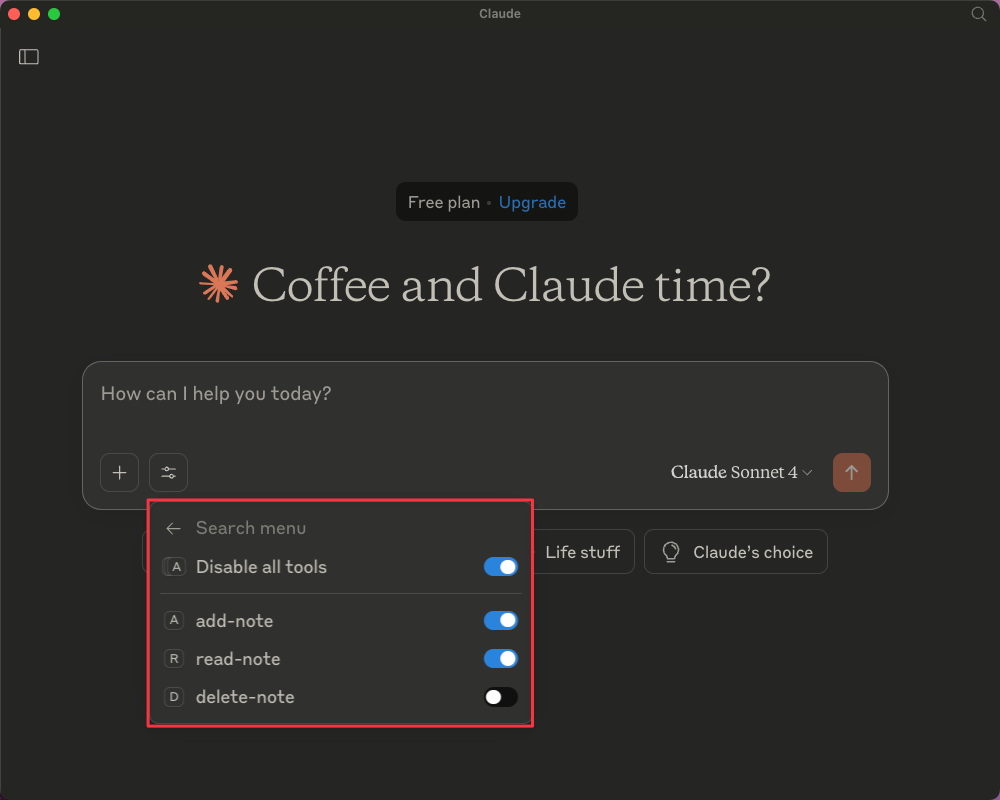 Claude
Free plan • Upgrade
Coffee and Claude time?
How can I help you today?
Claude Sonnet 4
Search menu
A Disable all tools
A add-note
R read-note
D delete-note
Life stuff
Claude's choice